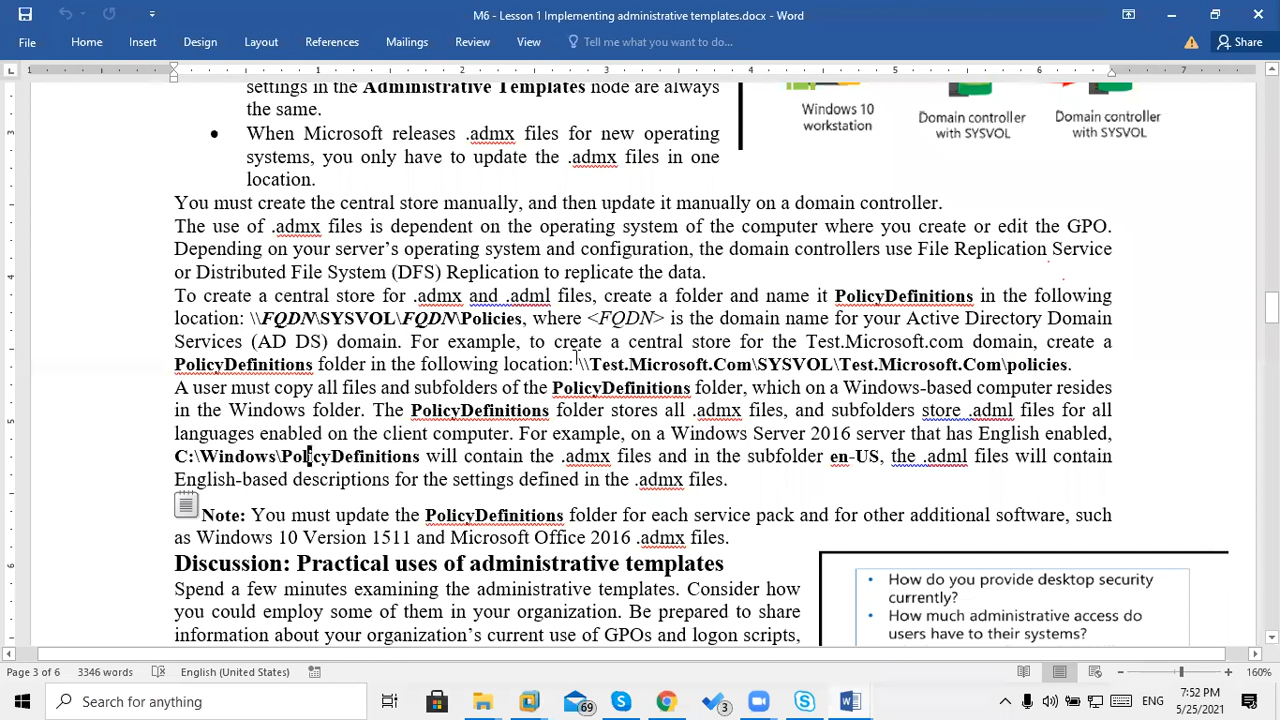 M6 - Lesson 1 Implementing administrative templates.docx - Word
File Home Insert Design Layout References Mailings Review View Tell me what you want to do... Share
1 1 2 3 4 5 6 7
settings in the Administrative Templates node are always
the same.
• When Microsoft releases .admx files for new operating
systems, you only have to update the .admx files in one
location.
Windows 10
workstation
Domain controller
with SYSVOL
Domain controller
with SYSVOL
You must create the central store manually, and then update it manually on a domain controller.
The use of .admx files is dependent on the operating system of the computer where you create or edit the GPO.
Depending on your server's operating system and configuration, the domain controllers use File Replication Service
or Distributed File System (DFS) Replication to replicate the data.
To create a central store for .admx and .adml files, create a folder and name it PolicyDefinitions in the following
location: \\FQDN\SYSVOL\FQDN\Policies, where <FQDN> is the domain name for your Active Directory Domain
Services (AD DS) domain. For example, to create a central store for the Test.Microsoft.com domain, create a
PolicyDefinitions folder in the following location: \\Test.Microsoft.Com\SYSVOL\Test.Microsoft.Com\policies.
A user must copy all files and subfolders of the PolicyDefinitions folder, which on a Windows-based computer resides
in the Windows folder. The PolicyDefinitions folder stores all .admx files, and subfolders store .adml files for all
languages enabled on the client computer. For example, on a Windows Server 2016 server that has English enabled,
C:\Windows\PolicyDefinitions will contain the .admx files and in the subfolder en-US, the .adml files will contain
English-based descriptions for the settings defined in the .admx files.
Note: You must update the PolicyDefinitions folder for each service pack and for other additional software, such
as Windows 10 Version 1511 and Microsoft Office 2016 .admx files.
Discussion: Practical uses of administrative templates
Spend a few minutes examining the administrative templates. Consider how
you could employ some of them in your organization. Be prepared to share
information about your organization's current use of GPOs and logon scripts,
• How do you provide desktop security
currently?
• How much administrative access do
users have to their systems?
3
4
5
6
Page 3 of 6 3346 words English (United States) 160%
Search for anything 69 3 ENG 7:52 PM
5/25/2021